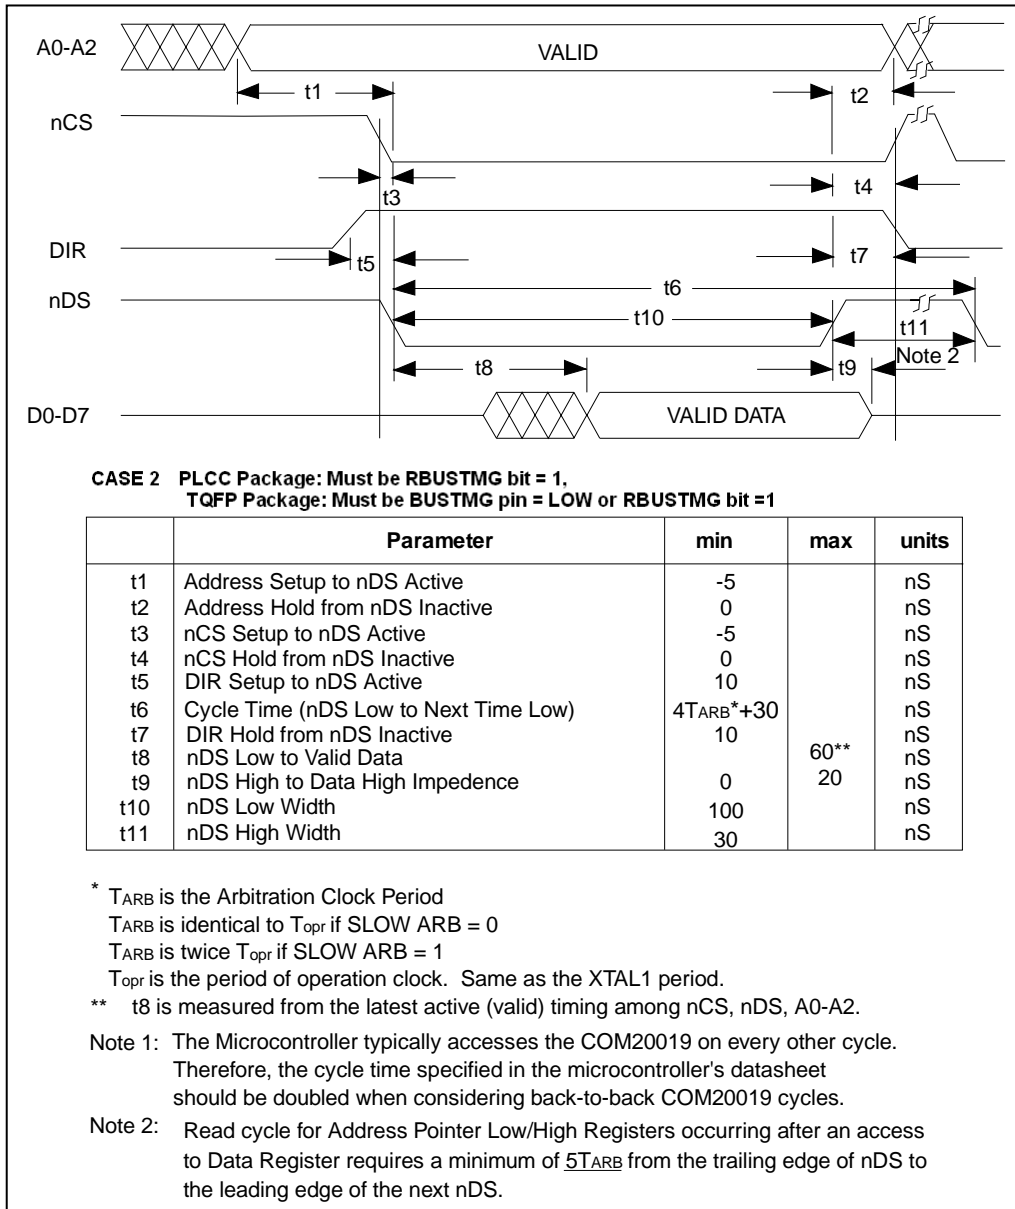 A0-A2
VALID
t1
t2
nCS
t3
t4
DIR
t5
t7
t6
nDS
t10
t11
Note 2
t8
t9
D0-D7
VALID DATA
CASE 2 PLCC Package: Must be RBUSTMG bit = 1,
TQFP Package: Must be BUSTMG pin = LOW or RBUSTMG bit =1
Parameter min max units
t1 Address Setup to nDS Active -5 nS
t2 Address Hold from nDS Inactive 0 nS
t3 nCS Setup to nDS Active -5 nS
t4 nCS Hold from nDS Inactive 0 nS
t5 DIR Setup to nDS Active 10 nS
t6 Cycle Time (nDS Low to Next Time Low) 4TARB*+30 nS
t7 DIR Hold from nDS Inactive 10 nS
t8 nDS Low to Valid Data 60** nS
t9 nDS High to Data High Impedence 0 20 nS
t10 nDS Low Width 100 nS
t11 nDS High Width 30 nS
* TARB is the Arbitration Clock Period
TARB is identical to Topr if SLOW ARB = 0
TARB is twice Topr if SLOW ARB = 1
Topr is the period of operation clock. Same as the XTAL1 period.
** t8 is measured from the latest active (valid) timing among nCS, nDS, A0-A2.
Note 1: The Microcontroller typically accesses the COM20019 on every other cycle.
Therefore, the cycle time specified in the microcontroller's datasheet
should be doubled when considering back-to-back COM20019 cycles.
Note 2: Read cycle for Address Pointer Low/High Registers occurring after an access
to Data Register requires a minimum of 5TARB from the trailing edge of nDS to
the leading edge of the next nDS.